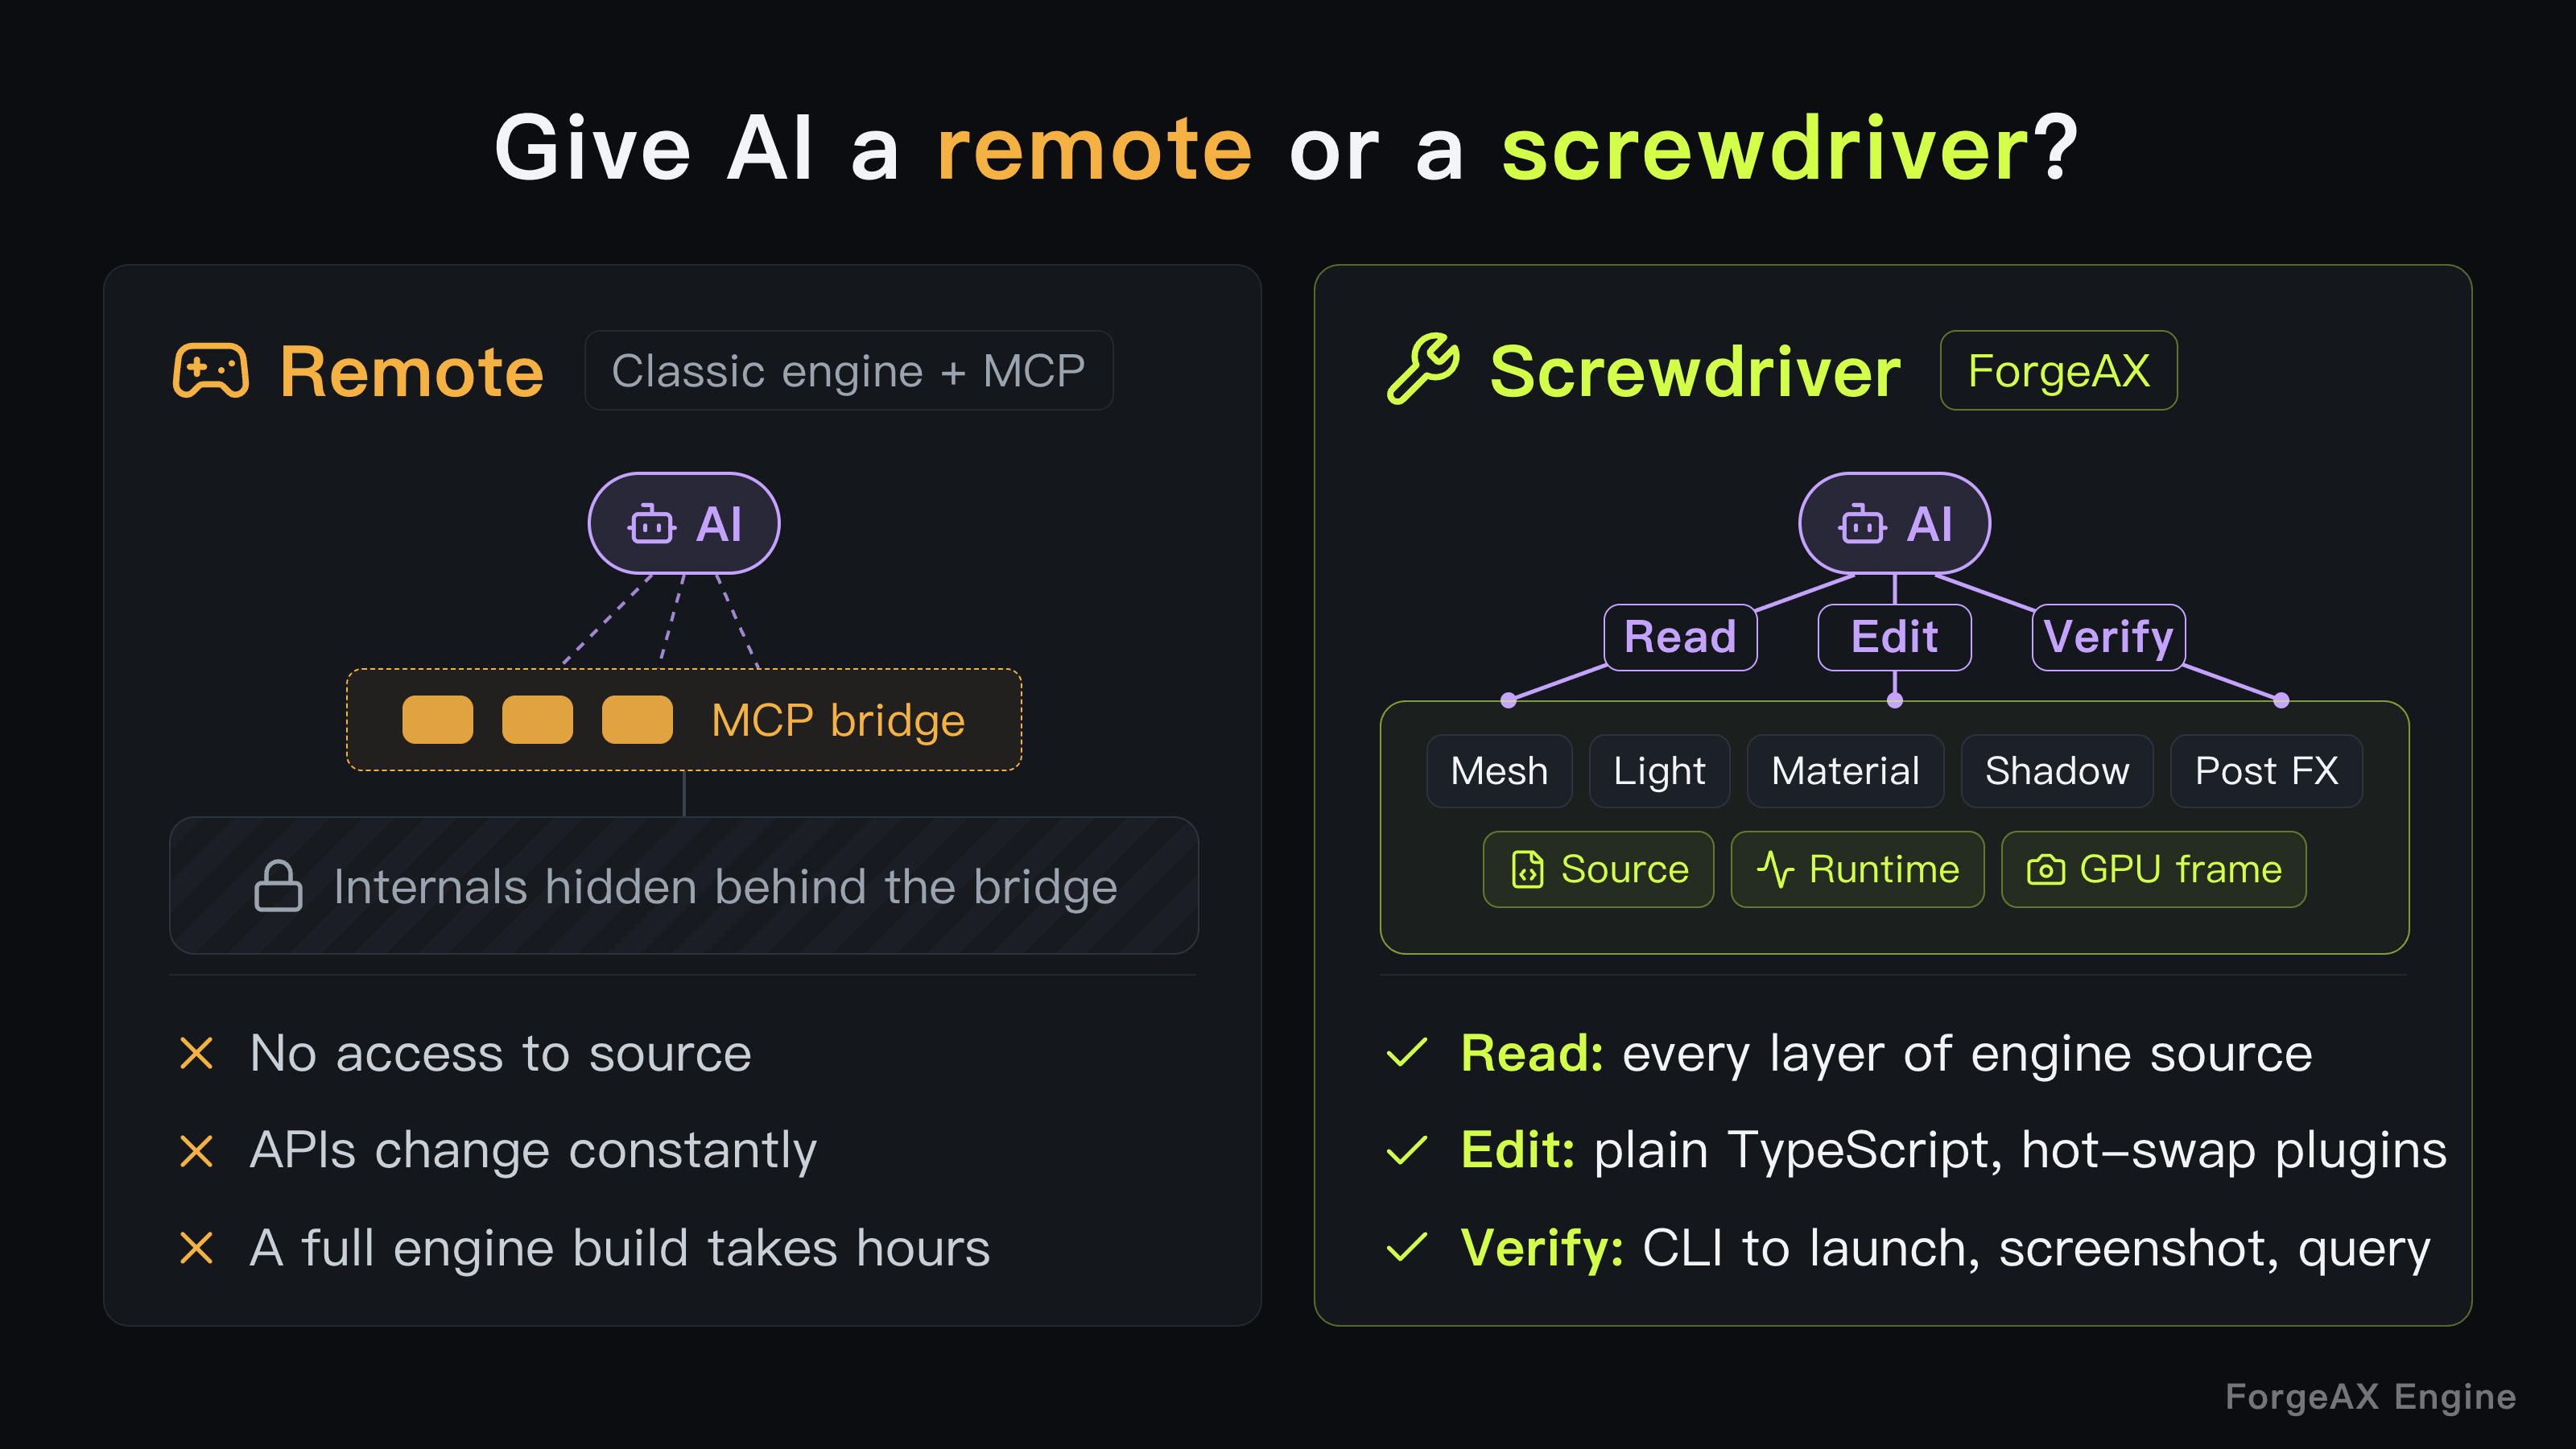 Give AI a remote or a screwdriver?
Remote
Classic engine + MCP
AI
MCP bridge
Internals hidden behind the bridge
No access to source
APIs change constantly
A full engine build takes hours
Screwdriver
ForgeAX
AI
Read
Edit
Verify
Mesh
Light
Material
Shadow
Post FX
Source
Runtime
GPU frame
Read: every layer of engine source
Edit: plain TypeScript, hot-swap plugins
Verify: CLI to launch, screenshot, query
ForgeAX Engine